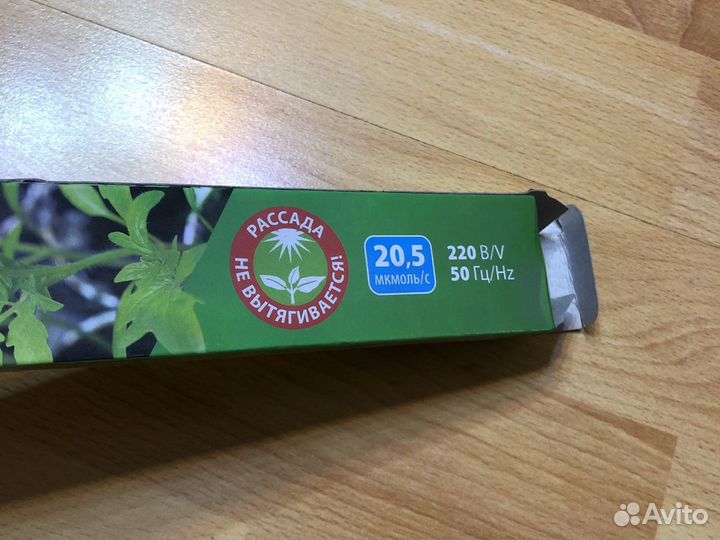 РАССАДА
НЕ ВЫТЯГИВАЕТСЯ!
20,5
мкмоль/с
220 В/V
50 Гц/Hz
Avito